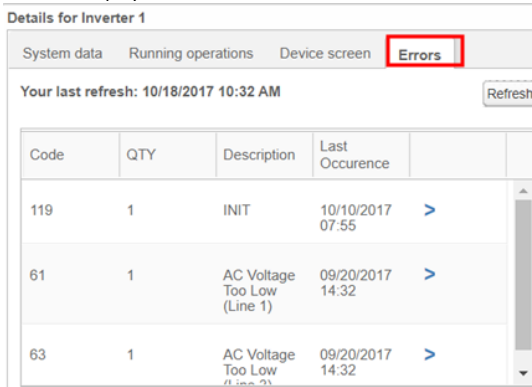 Details for Inverter 1
System data Running operations Device screen Errors
Your last refresh: 10/18/2017 10:32 AM Refresh
Code QTY Description Last
Occurence
119 1 INIT 10/10/2017 >
07:55
61 1 AC Voltage 09/20/2017 >
Too Low 14:32
(Line 1)
63 1 AC Voltage 09/20/2017 >
Too Low 14:32
(Line 2)